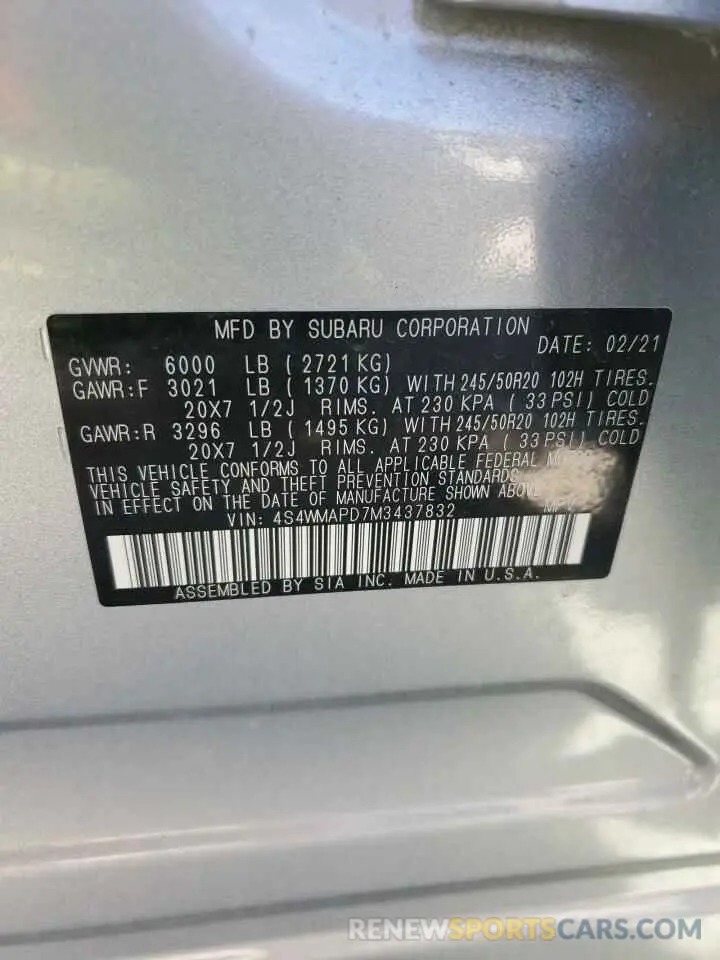 MFD BY SUBARU CORPORATION
DATE: 02/21
GVWR: 6000 LB ( 2721 KG)
GAWR:F 3021 LB ( 1370 KG) WITH 245/50R20 102H TIRES.
20X7 1/2J RIMS. AT 230 KPA ( 33 PSI) COLD
GAWR:R 3296 LB ( 1495 KG) WITH 245/50R20 102H TIRES.
20X7 1/2J RIMS. AT 230 KPA ( 33 PSI) COLD
THIS VEHICLE CONFORMS TO ALL APPLICABLE FEDERAL
VEHICLE SAFETY AND THEFT PREVENTION STANDARDS
IN EFFECT ON THE DATE OF MANUFACTURE SHOWN ABOVE
VIN: 4S4WMAPD7M3437832
ASSEMBLED BY SIA INC. MADE IN U.S.A.
RENEWSPORTSCARS.COM